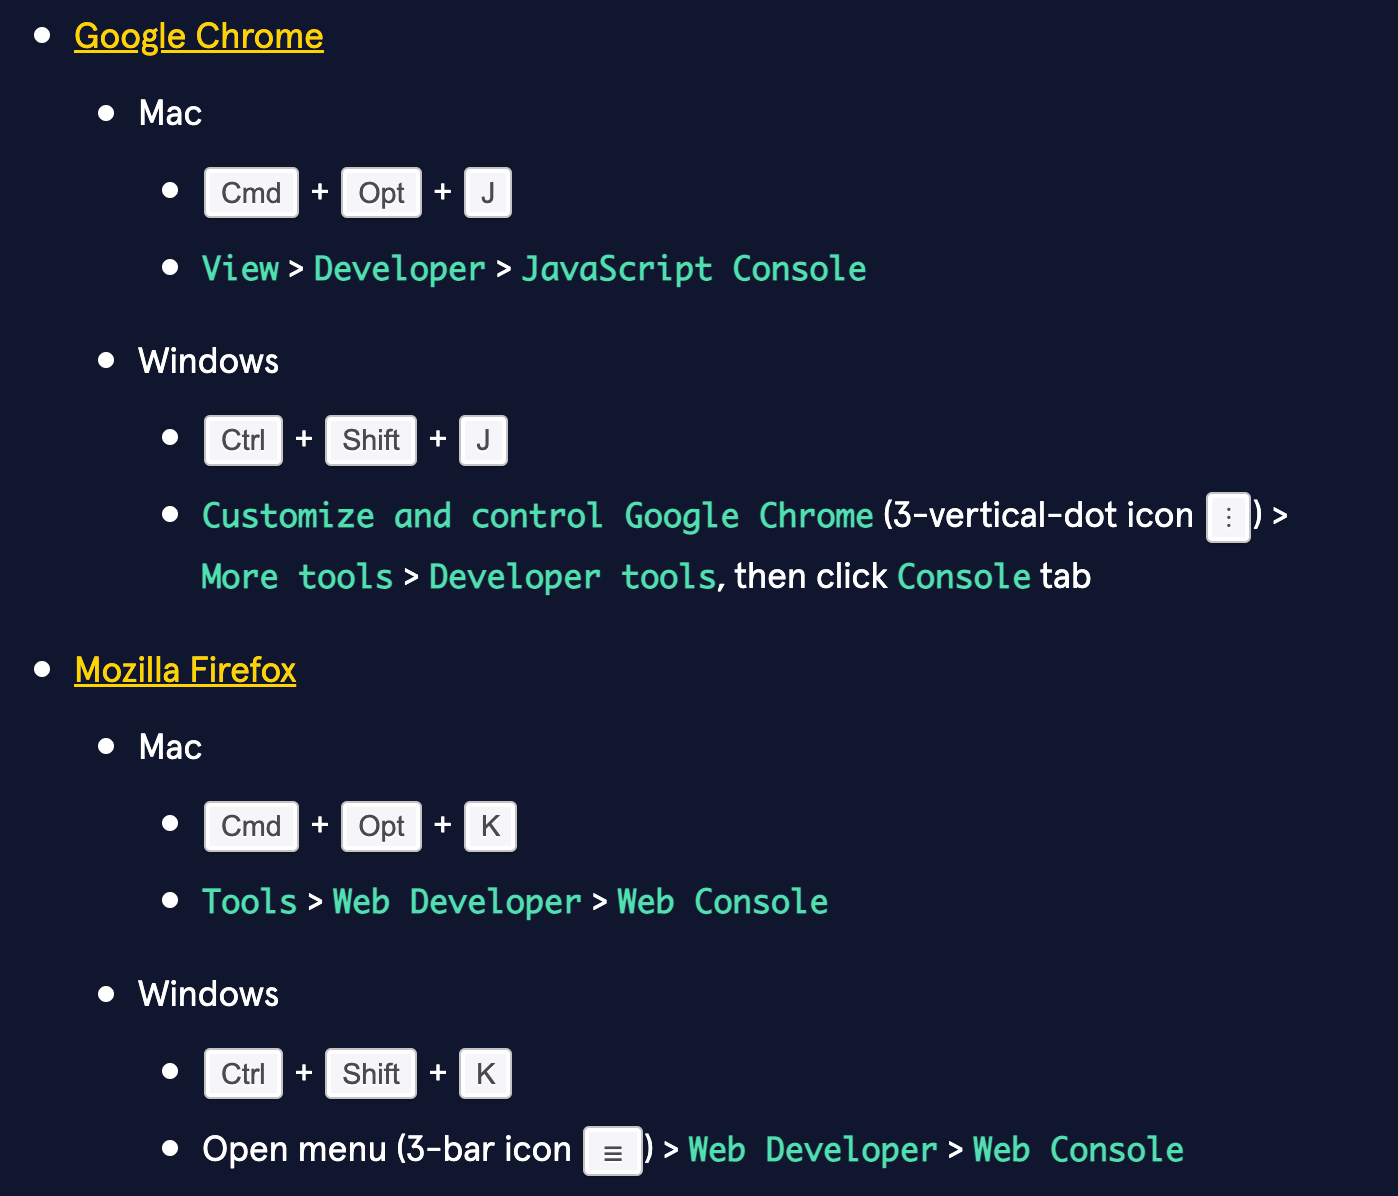 Google Chrome
Mac
Cmd + Opt + J
View > Developer > JavaScript Console
Windows
Ctrl + Shift + J
Customize and control Google Chrome (3-vertical-dot icon ⋮) >
More tools > Developer tools, then click Console tab
Mozilla Firefox
Mac
Cmd + Opt + K
Tools > Web Developer > Web Console
Windows
Ctrl + Shift + K
Open menu (3-bar icon ≡) > Web Developer > Web Console